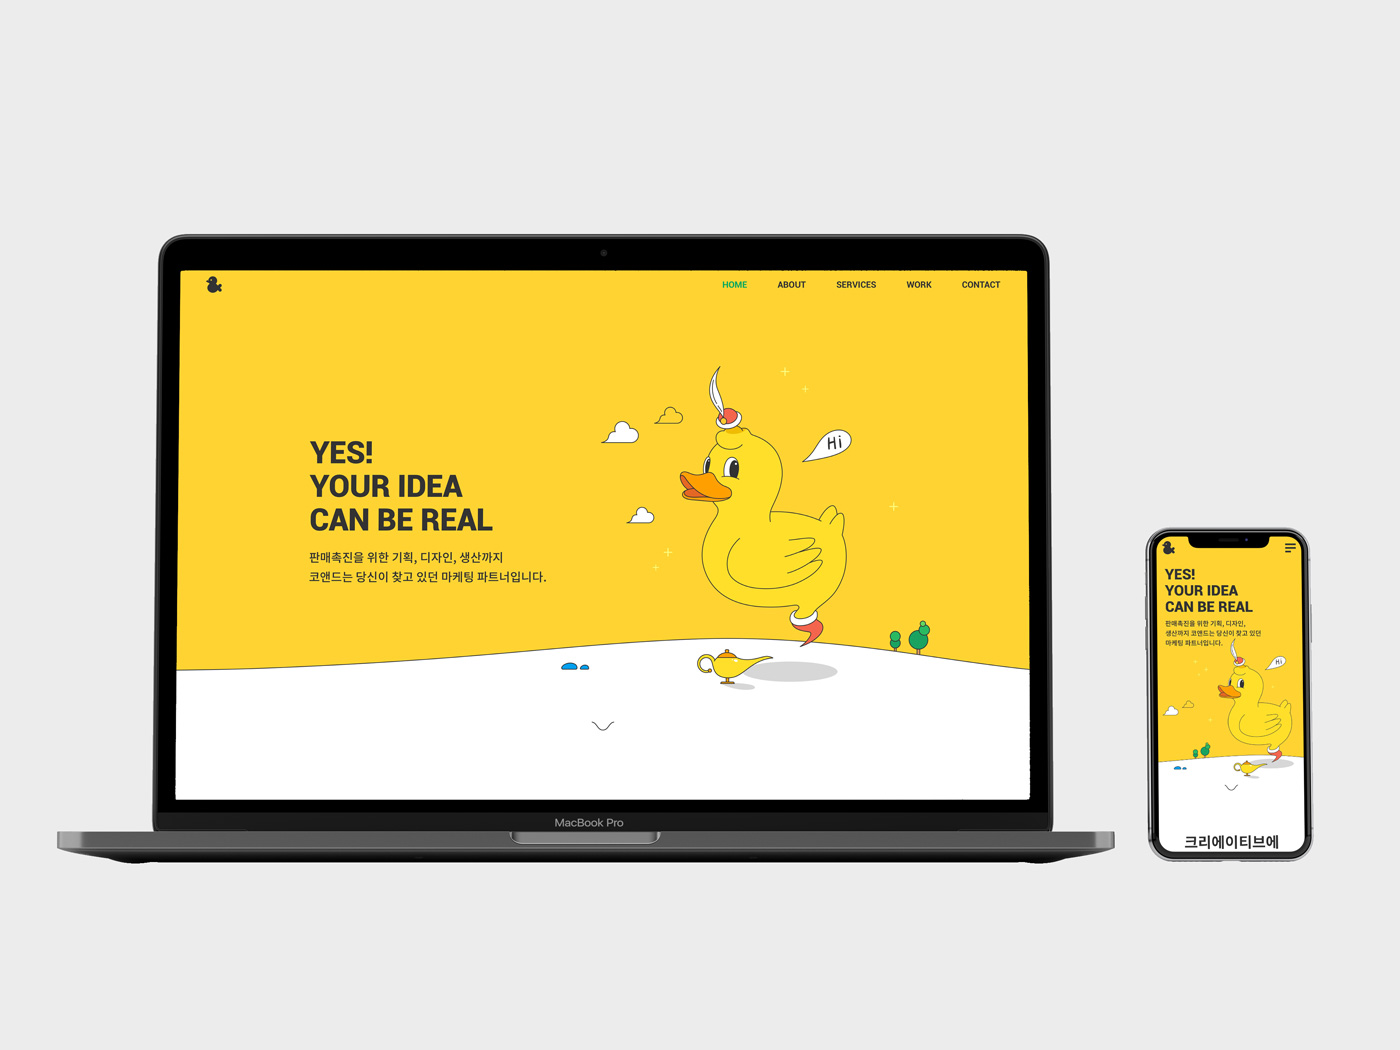 HOME ABOUT SERVICES WORK CONTACT
YES!
YOUR IDEA
CAN BE REAL
판매촉진을 위한 기획, 디자인, 생산까지
코앤드는 당신이 찾고 있던 마케팅 파트너입니다.
Hi
MacBook Pro
YES!
YOUR IDEA
CAN BE REAL
판매촉진을 위한 기획, 디자인,
생산까지 코앤드는 당신이 찾고 있던
마케팅 파트너입니다.
Hi
크리에이티브에